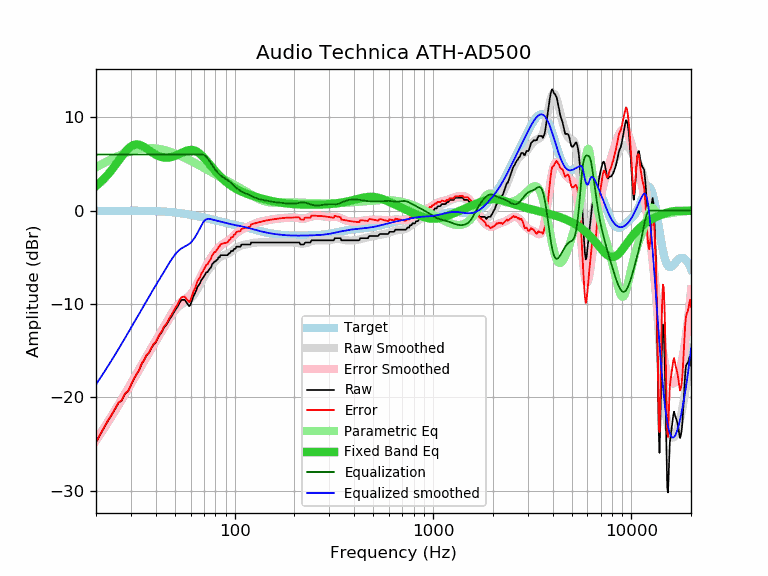 Audio Technica ATH-AD500
Amplitude (dBr)
10
0
−10
−20
−30
Target
Raw Smoothed
Error Smoothed
Raw
Error
Parametric Eq
Fixed Band Eq
Equalization
Equalized smoothed
100 1000 10000
Frequency (Hz)